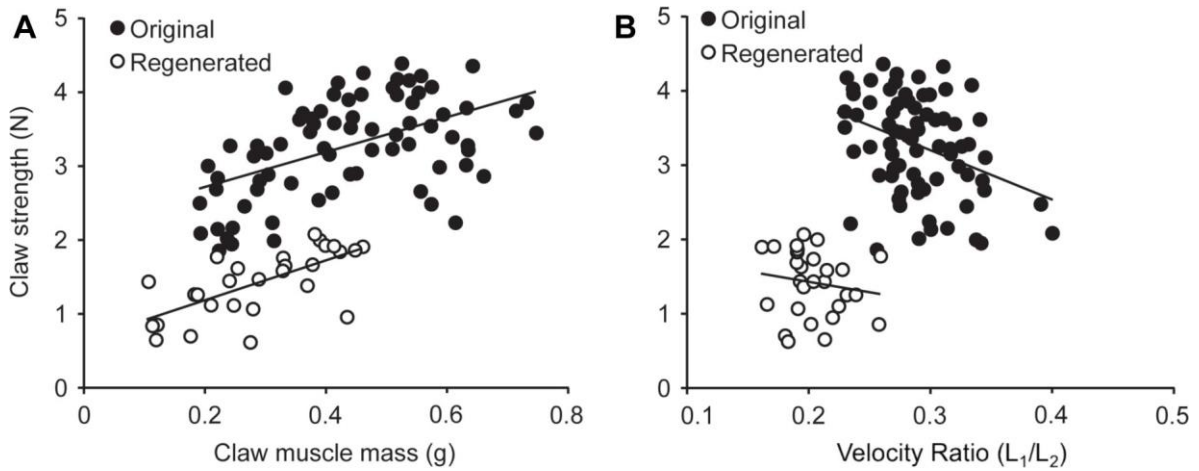 A
Original
Regenerated
5
4
3
2
1
0
Claw strength (N)
0
0.2
0.4
0.6
0.8
Claw muscle mass (g)
B
Original
Regenerated
5
4
3
2
1
0
0.1
0.2
0.3
0.4
0.5
Velocity Ratio (L₁/L₂)